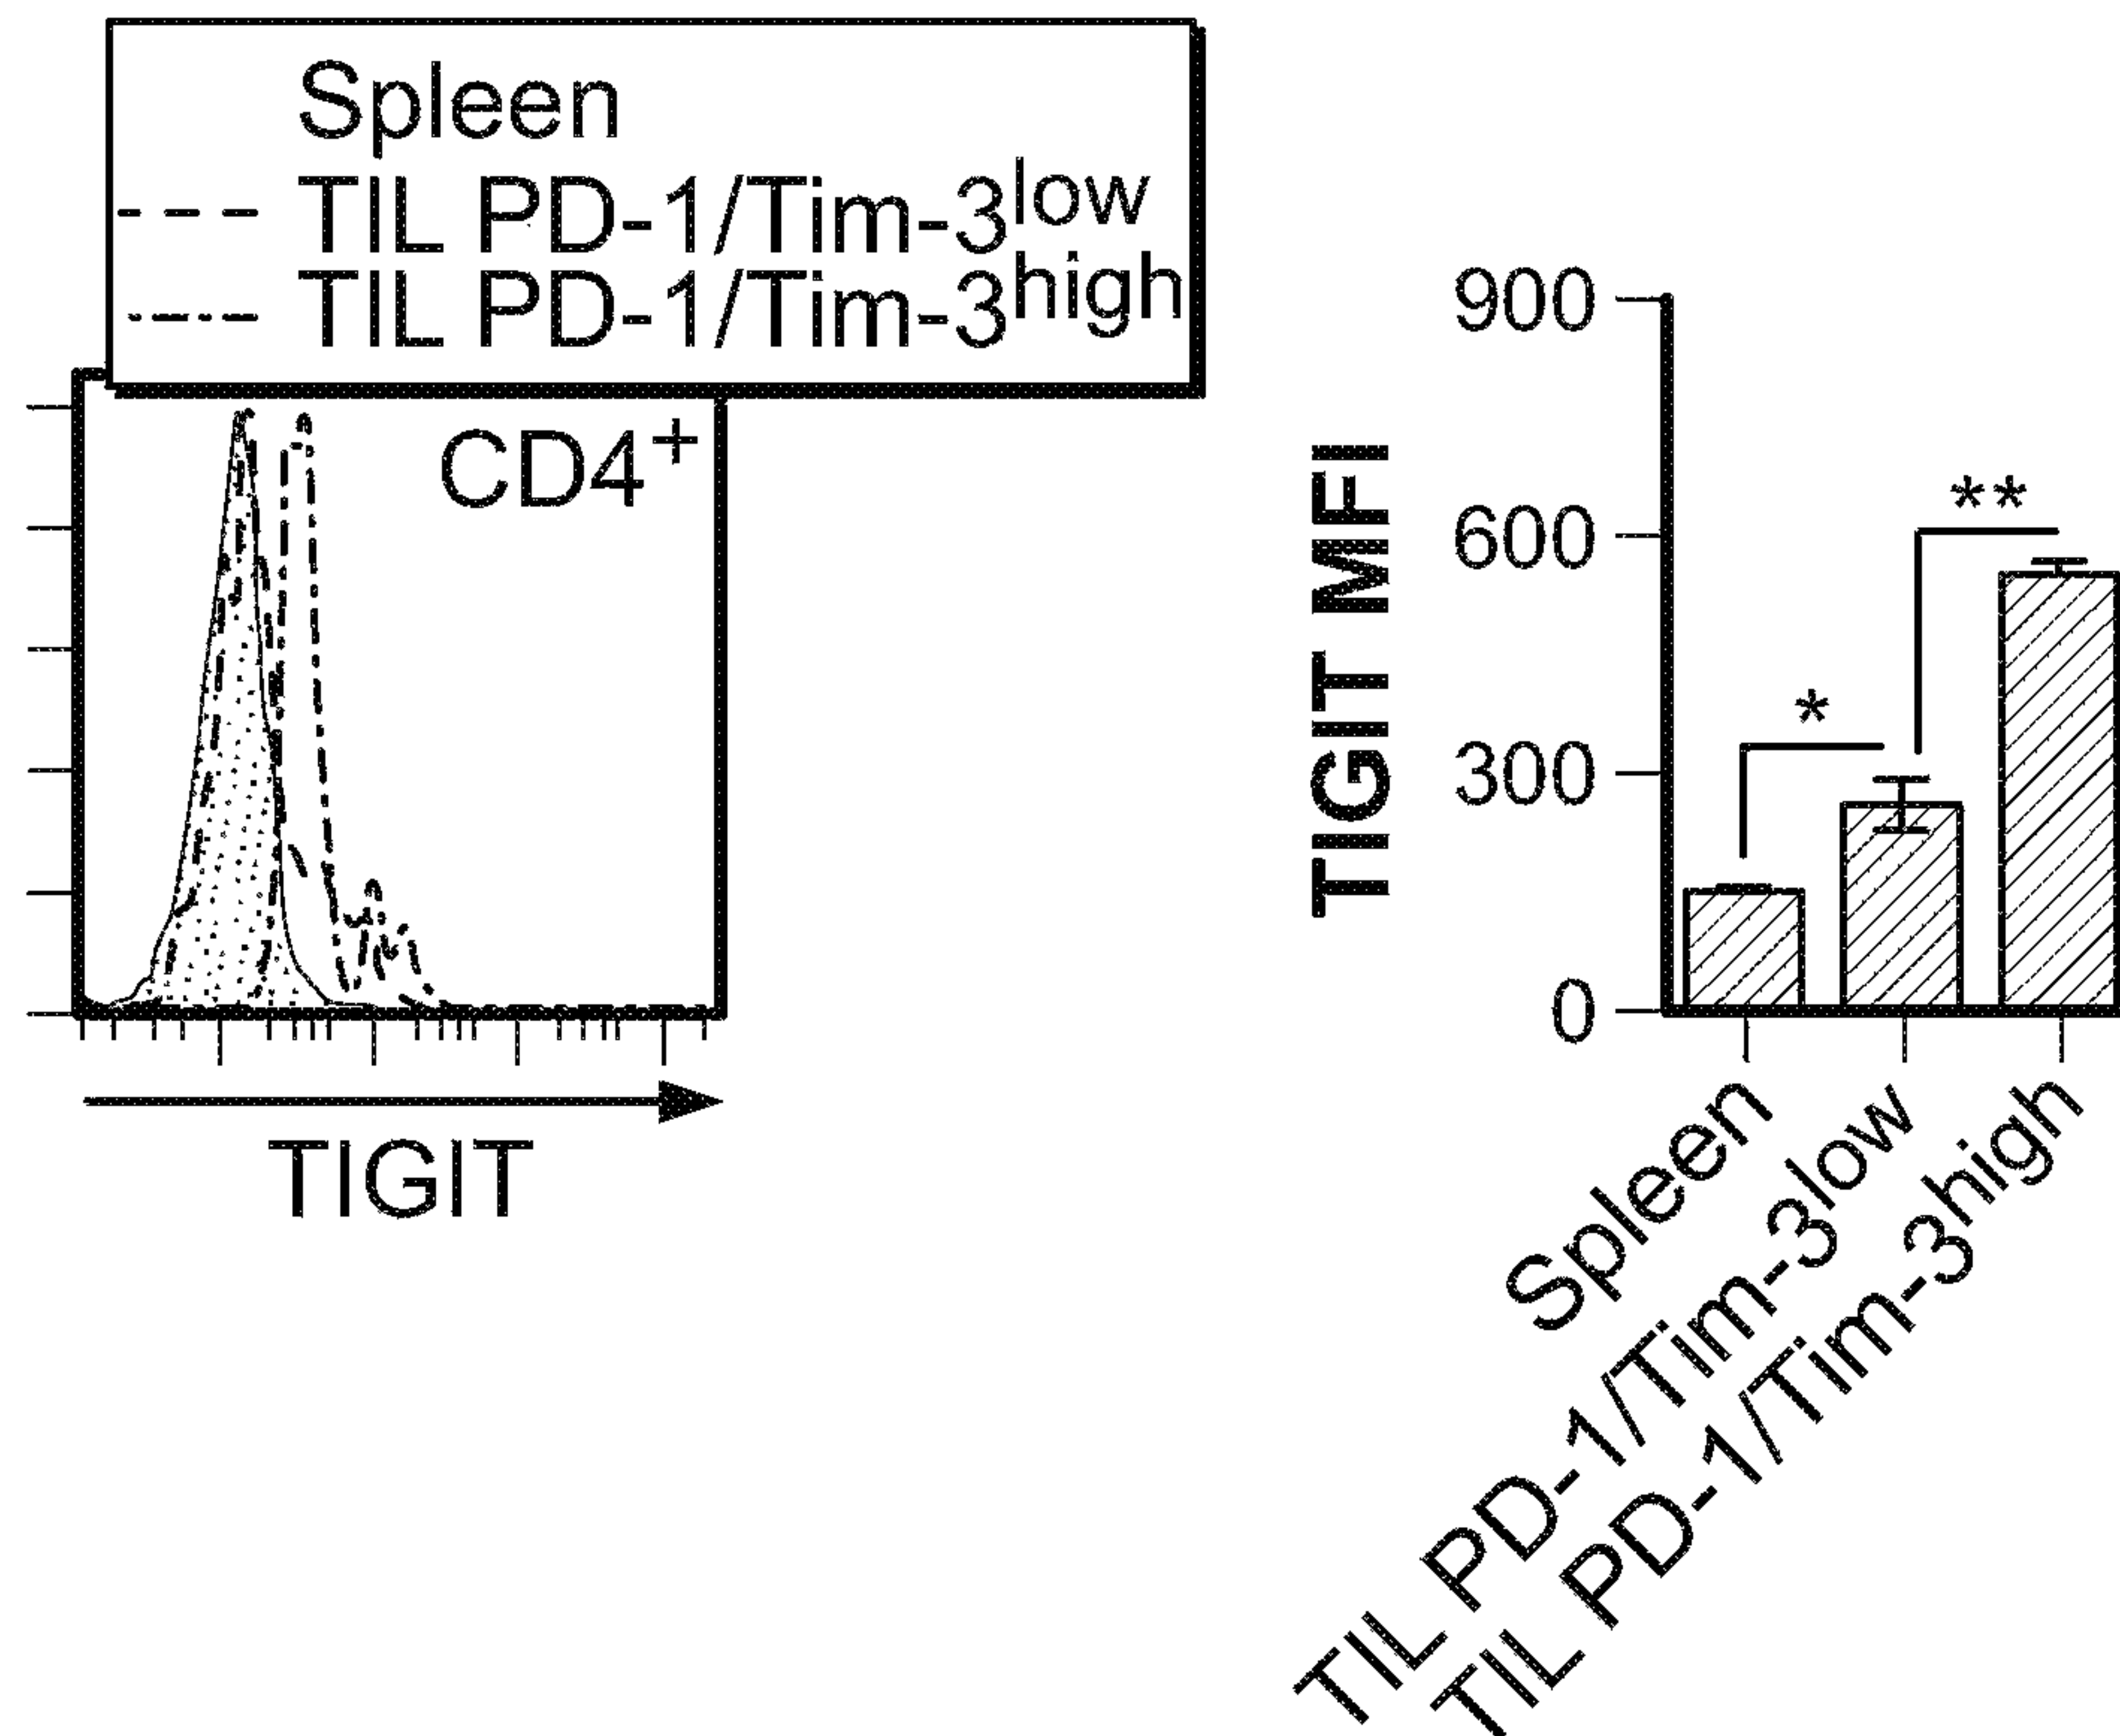 Spleen
TIL PD-1/Tim-3low
TIL PD-1/Tim-3high
CD4+
TIGIT
TIGIT MFI
900
600
300
0
*
**
Spleen
TIL PD-1/Tim-3low
TIL PD-1/Tim-3high